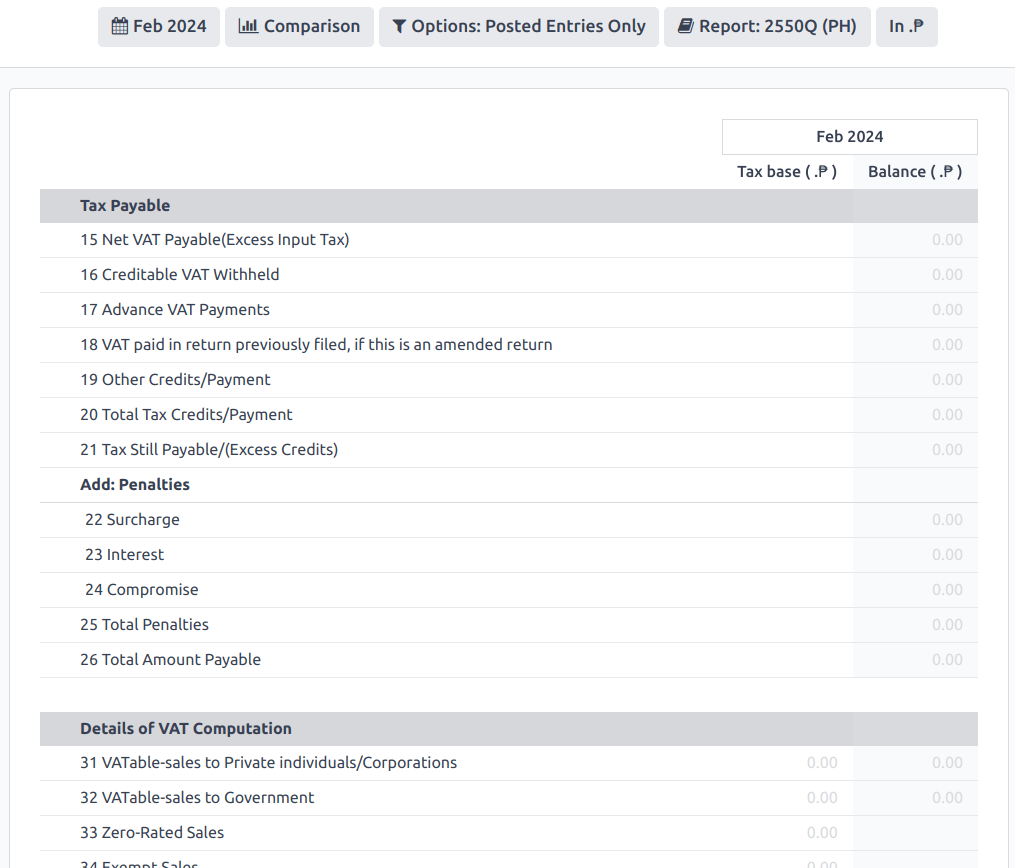 Feb 2024 Comparison Options: Posted Entries Only Report: 2550Q (PH) In .₱
Feb 2024
Tax base ( .₱ ) Balance ( .₱ )
Tax Payable
15 Net VAT Payable(Excess Input Tax) 0.00
16 Creditable VAT Withheld 0.00
17 Advance VAT Payments 0.00
18 VAT paid in return previously filed, if this is an amended return 0.00
19 Other Credits/Payment 0.00
20 Total Tax Credits/Payment 0.00
21 Tax Still Payable/(Excess Credits) 0.00
Add: Penalties
22 Surcharge 0.00
23 Interest 0.00
24 Compromise 0.00
25 Total Penalties 0.00
26 Total Amount Payable 0.00
Details of VAT Computation
31 VATable-sales to Private individuals/Corporations 0.00 0.00
32 VATable-sales to Government 0.00 0.00
33 Zero-Rated Sales 0.00
34 Exempt Sales 0.00